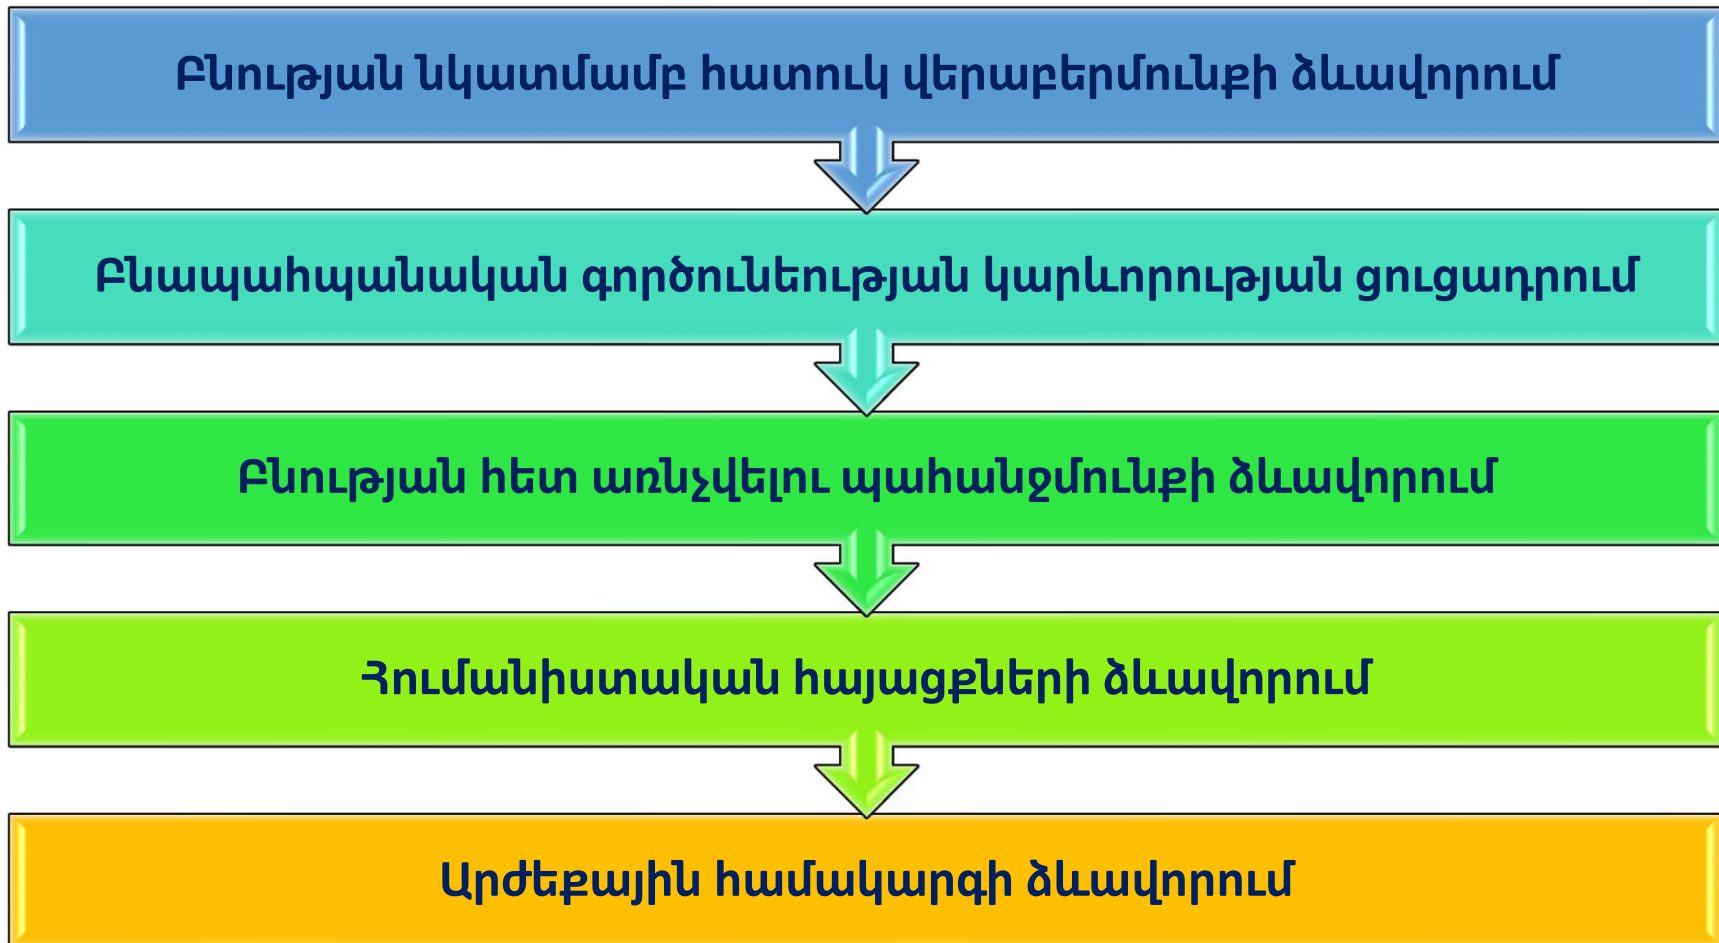 Բնության նկատմամբ հատուկ վերաբերմունքի ձևավորում
Բնապահպանական գործունեության կարևորության ցուցադրում
Բնության հետ առնչվելու պահանջմունքի ձևավորում
Հումանիստական հայացքների ձևավորում
Արժեքային համակարգի ձևավորում